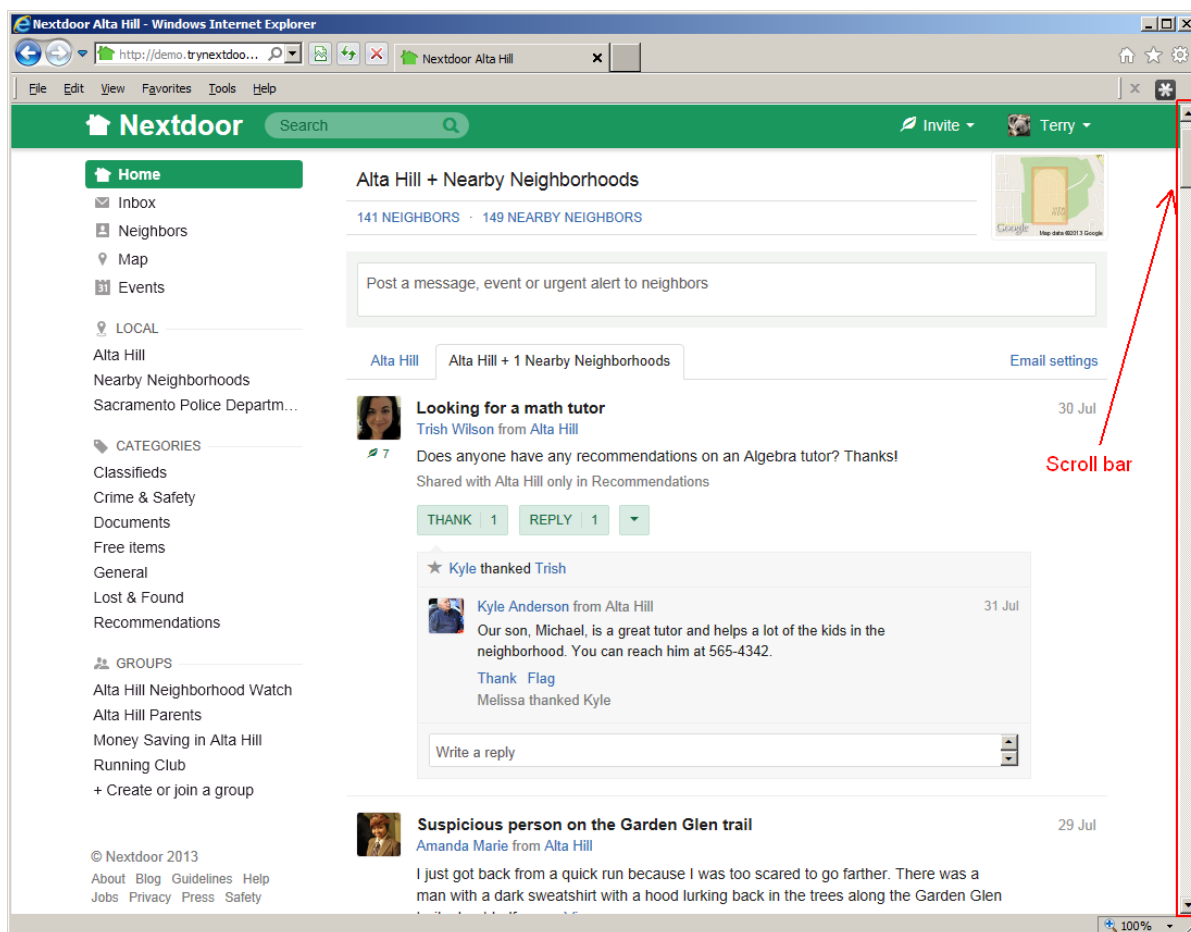 Nextdoor Alta Hill - Windows Internet Explorer
http://demo.trynextdoo...
Nextdoor Alta Hill
File Edit View Favorites Tools Help
Nextdoor
Search
Invite
Terry
Home
Inbox
Neighbors
Map
31 Events
LOCAL
Alta Hill
Nearby Neighborhoods
Sacramento Police Departm...
CATEGORIES
Classifieds
Crime & Safety
Documents
Free items
General
Lost & Found
Recommendations
GROUPS
Alta Hill Neighborhood Watch
Alta Hill Parents
Money Saving in Alta Hill
Running Club
+ Create or join a group
© Nextdoor 2013
About Blog Guidelines Help
Jobs Privacy Press Safety
Alta Hill + Nearby Neighborhoods
141 NEIGHBORS · 149 NEARBY NEIGHBORS
Google Map data ©2013 Google
Post a message, event or urgent alert to neighbors
Alta Hill
Alta Hill + 1 Nearby Neighborhoods
Email settings
Looking for a math tutor
30 Jul
Trish Wilson from Alta Hill
7
Does anyone have any recommendations on an Algebra tutor? Thanks!
Shared with Alta Hill only in Recommendations
THANK 1 REPLY 1
Kyle thanked Trish
Kyle Anderson from Alta Hill
31 Jul
Our son, Michael, is a great tutor and helps a lot of the kids in the
neighborhood. You can reach him at 565-4342.
Thank Flag
Melissa thanked Kyle
Write a reply
Suspicious person on the Garden Glen trail
29 Jul
Amanda Marie from Alta Hill
I just got back from a quick run because I was too scared to go farther. There was a
man with a dark sweatshirt with a hood lurking back in the trees along the Garden Glen
Scroll bar
100%